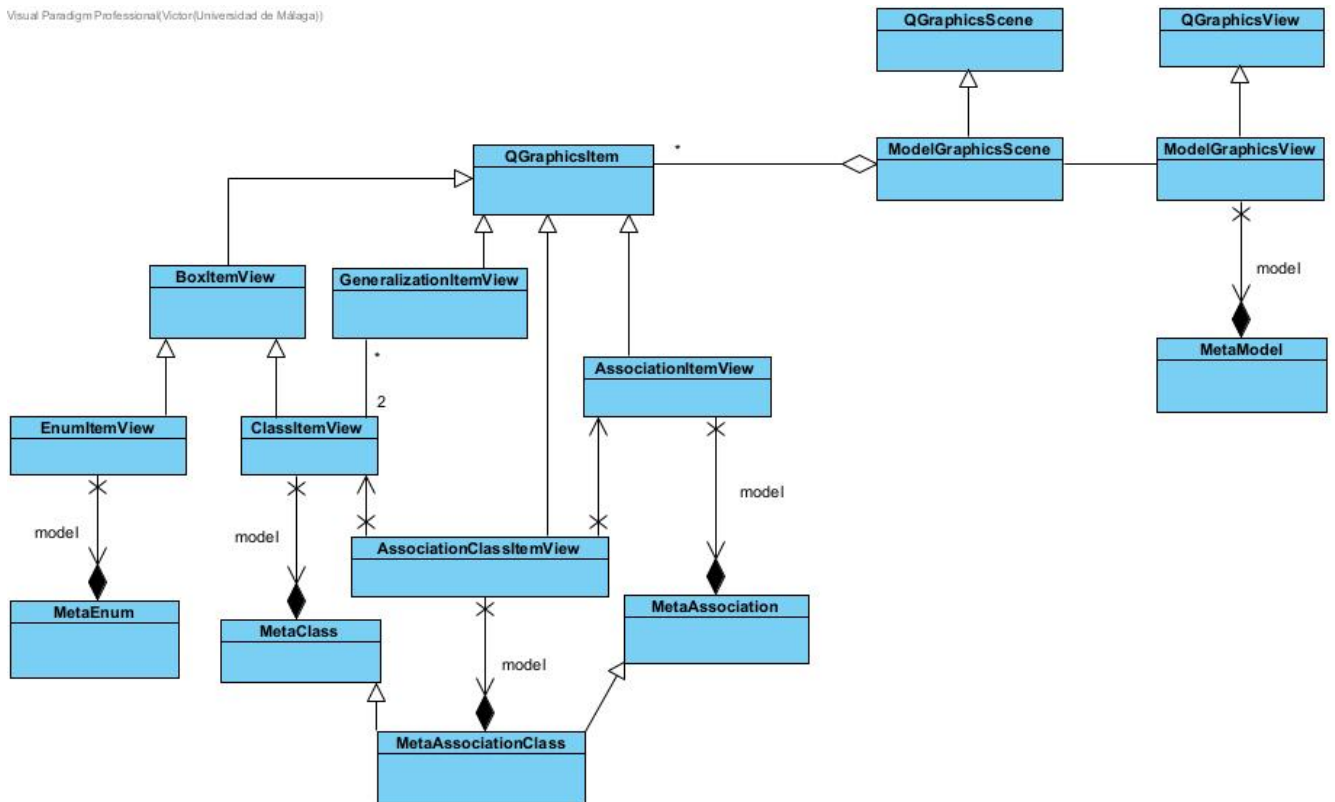 Visual Paradigm Professional(Victor(Universidad de Málaga))
QGraphicsScene
QGraphicsView
QGraphicsItem
*
ModelGraphicsScene
ModelGraphicsView
BoxItemView
GeneralizationItemView
model
MetaModel
*
AssociationItemView
2
EnumItemView
ClassItemView
model
model
model
AssociationClassItemView
MetaEnum
MetaClass
MetaAssociation
model
MetaAssociationClass